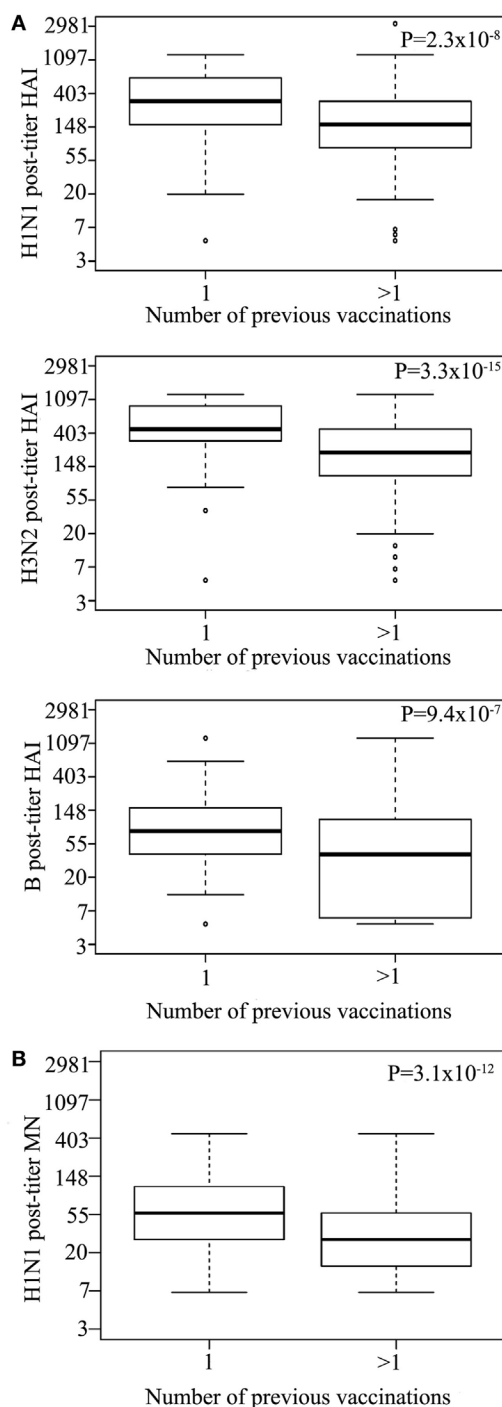 A
P=2.3x10-8
H1N1 post-titer HAI
2981
1097
403
148
55
20
7
3
1 >1
Number of previous vaccinations
P=3.3x10-15
H3N2 post-titer HAI
2981
1097
403
148
55
20
7
3
1 >1
Number of previous vaccinations
P=9.4x10-7
B post-titer HAI
2981
1097
403
148
55
20
7
3
1 >1
Number of previous vaccinations
B
P=3.1x10-12
H1N1 post-titer MN
2981
1097
403
148
55
20
7
3
1 >1
Number of previous vaccinations